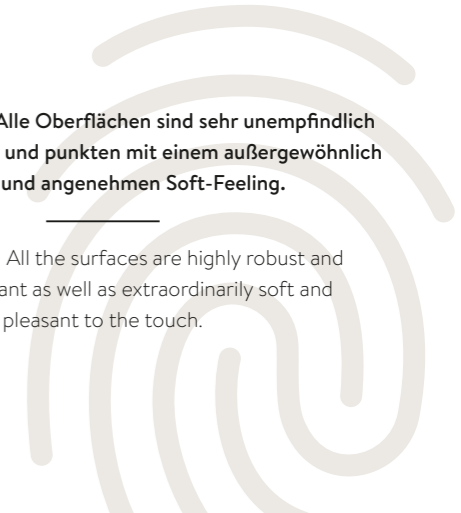 Alle Oberflächen sind sehr unempfindlich
und punkten mit einem außergewöhnlich
und angenehmen Soft-Feeling.
All the surfaces are highly robust and
ant as well as extraordinarily soft and
pleasant to the touch.